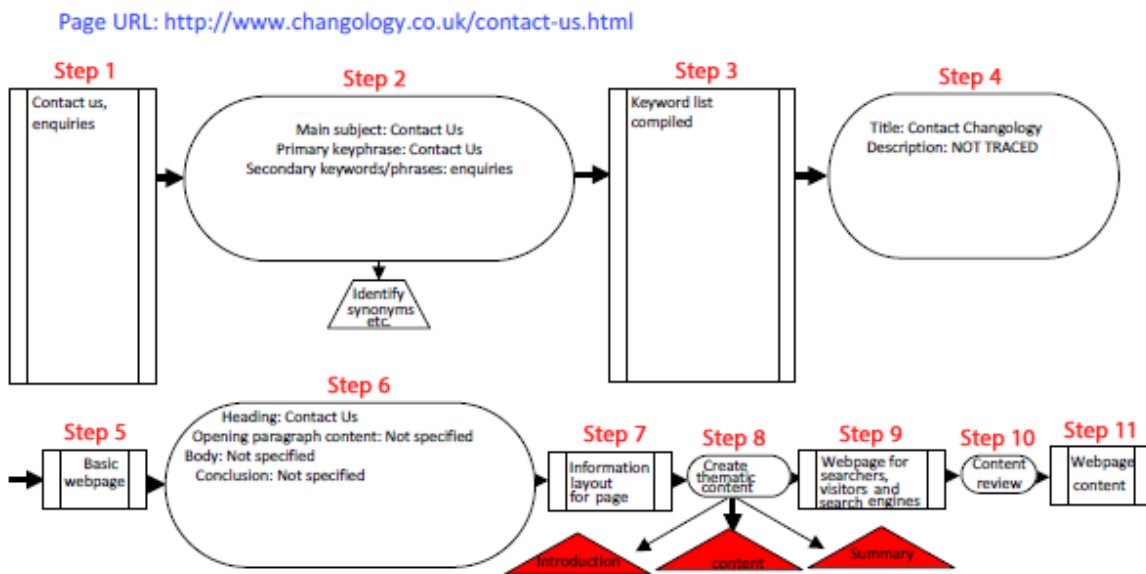 Page URL: http://www.changology.co.uk/contact-us.html
Step 1
Contact us,
enquiries
Step 2
Main subject: Contact Us
Primary keyphrase: Contact Us
Secondary keywords/phrases: enquiries
Identify
synonyms
etc.
Step 3
Keyword list
compiled
Step 4
Title: Contact Changology
Description: NOT TRACED
Step 5
Basic
webpage
Step 6
Heading: Contact Us
Opening paragraph content: Not specified
Body: Not specified
Conclusion: Not specified
Step 7
Information
layout
for page
Step 8
Create
thematic
content
Introduction
content
Summary
Step 9
Webpage for
searchers,
visitors and
search engines
Step 10
Content
review
Step 11
Webpage
content